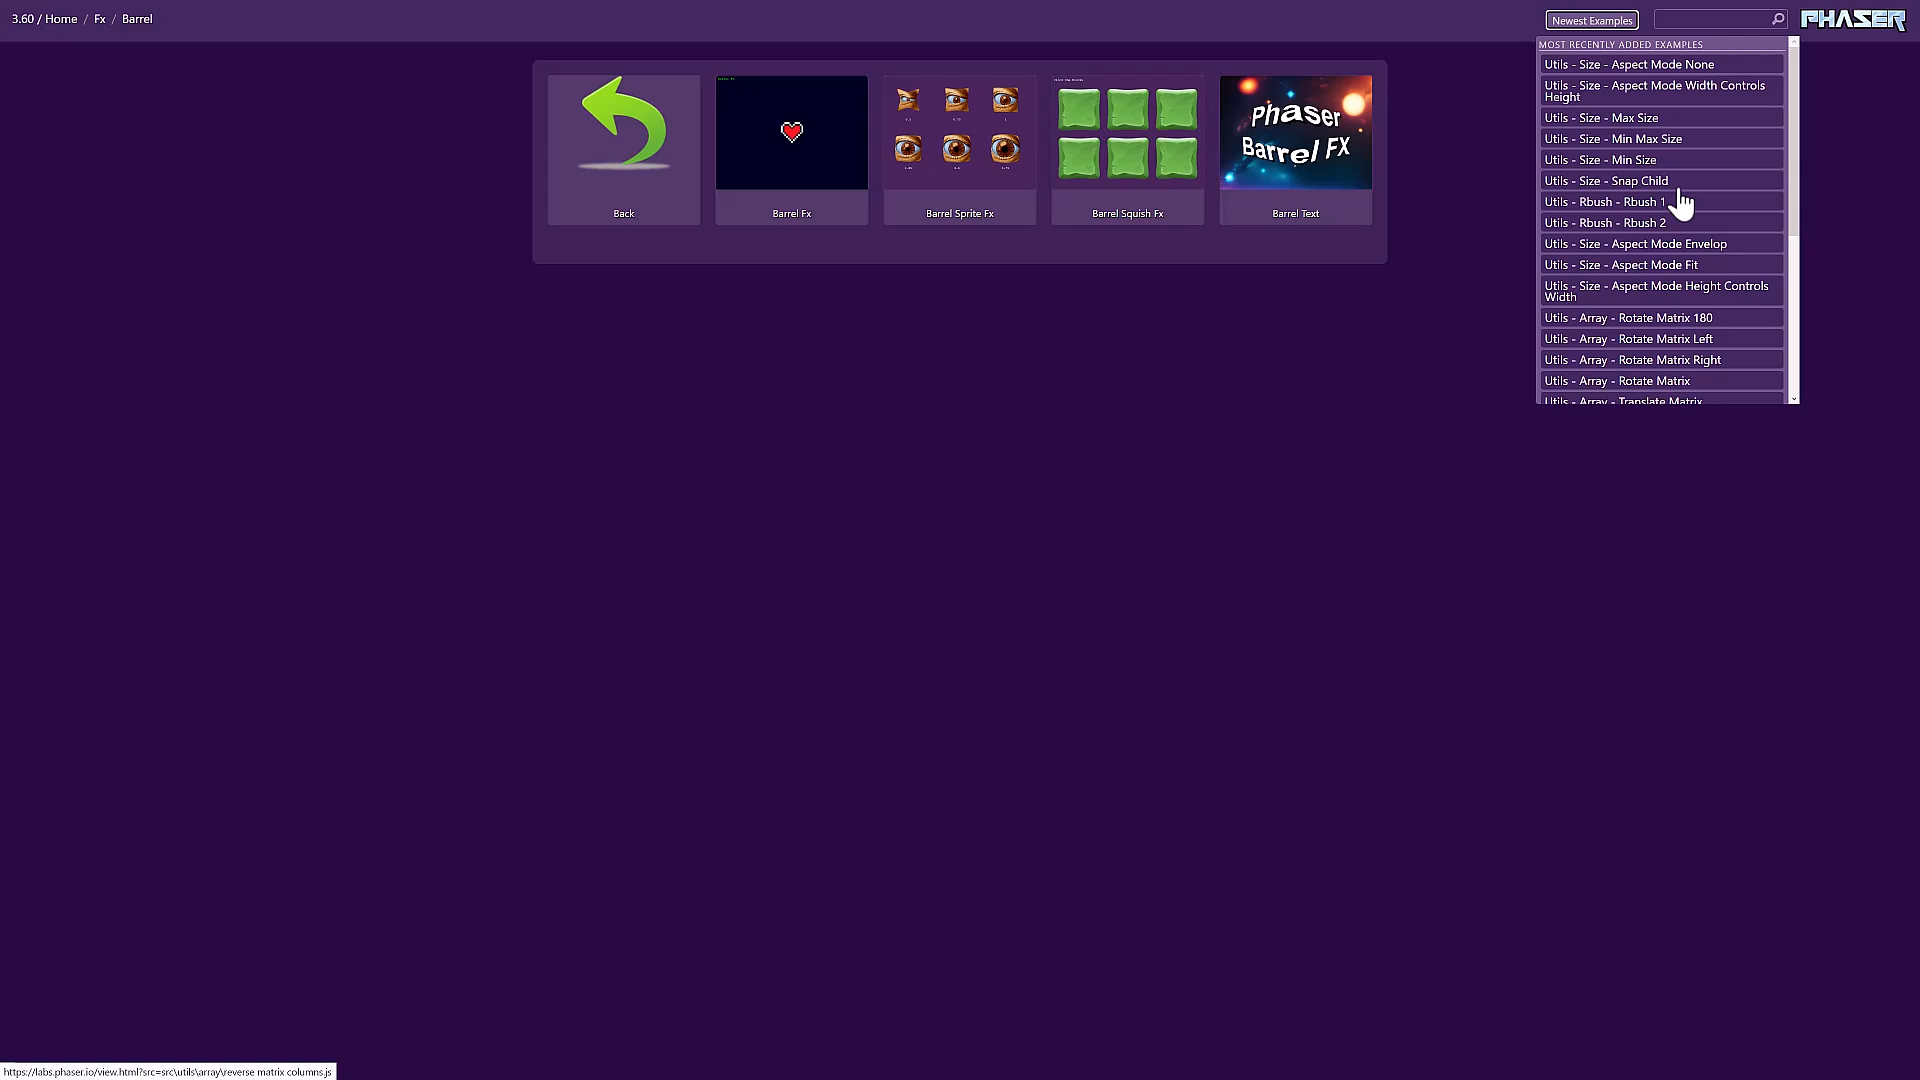 3.60 / Home / Fx / Barrel
Newest Examples
PHASER
MOST RECENTLY ADDED EXAMPLES
Utils - Size - Aspect Mode None
Utils - Size - Aspect Mode Width Controls
Height
Utils - Size - Max Size
Utils - Size - Min Max Size
Utils - Size - Min Size
Utils - Size - Snap Child
Utils - Rbush - Rbush 1
Utils - Rbush - Rbush 2
Utils - Size - Aspect Mode Envelop
Utils - Size - Aspect Mode Fit
Utils - Size - Aspect Mode Height Controls
Width
Utils - Array - Rotate Matrix 180
Utils - Array - Rotate Matrix Left
Utils - Array - Rotate Matrix Right
Utils - Array - Rotate Matrix
Utils - Array - Translate Matrix
Phaser
Barrel FX
Back
Barrel Fx
Barrel Sprite Fx
Barrel Squish Fx
Barrel Text
https://labs.phaser.io/view.html?src=src\utils\array\reverse matrix columns.js